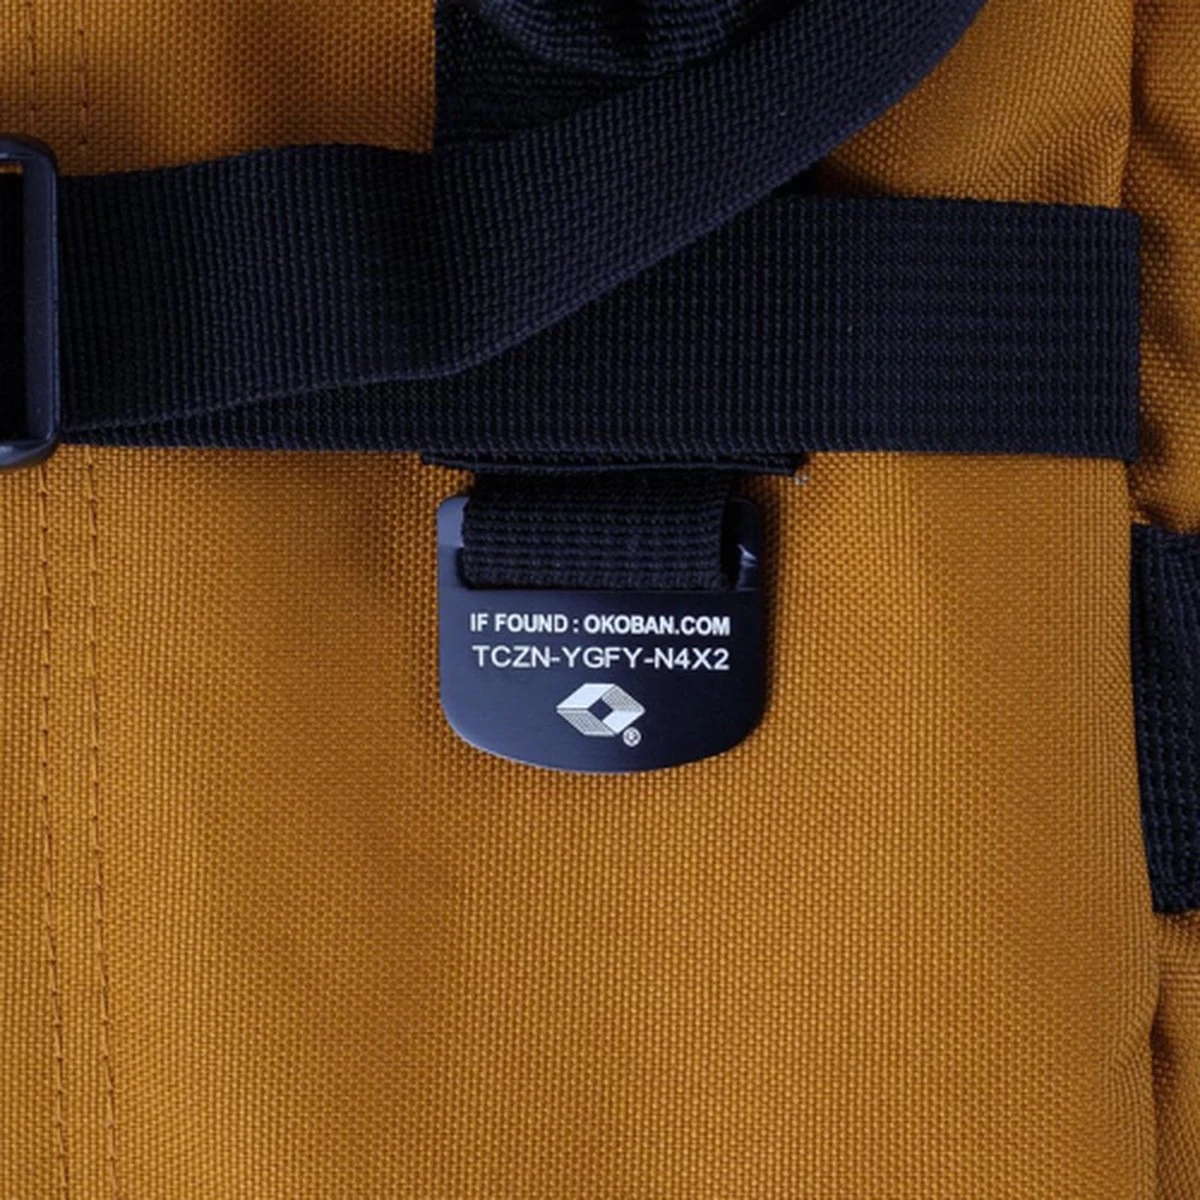 IF FOUND : OKOBAN.COM
TCZN-YGFY-N4X2
®